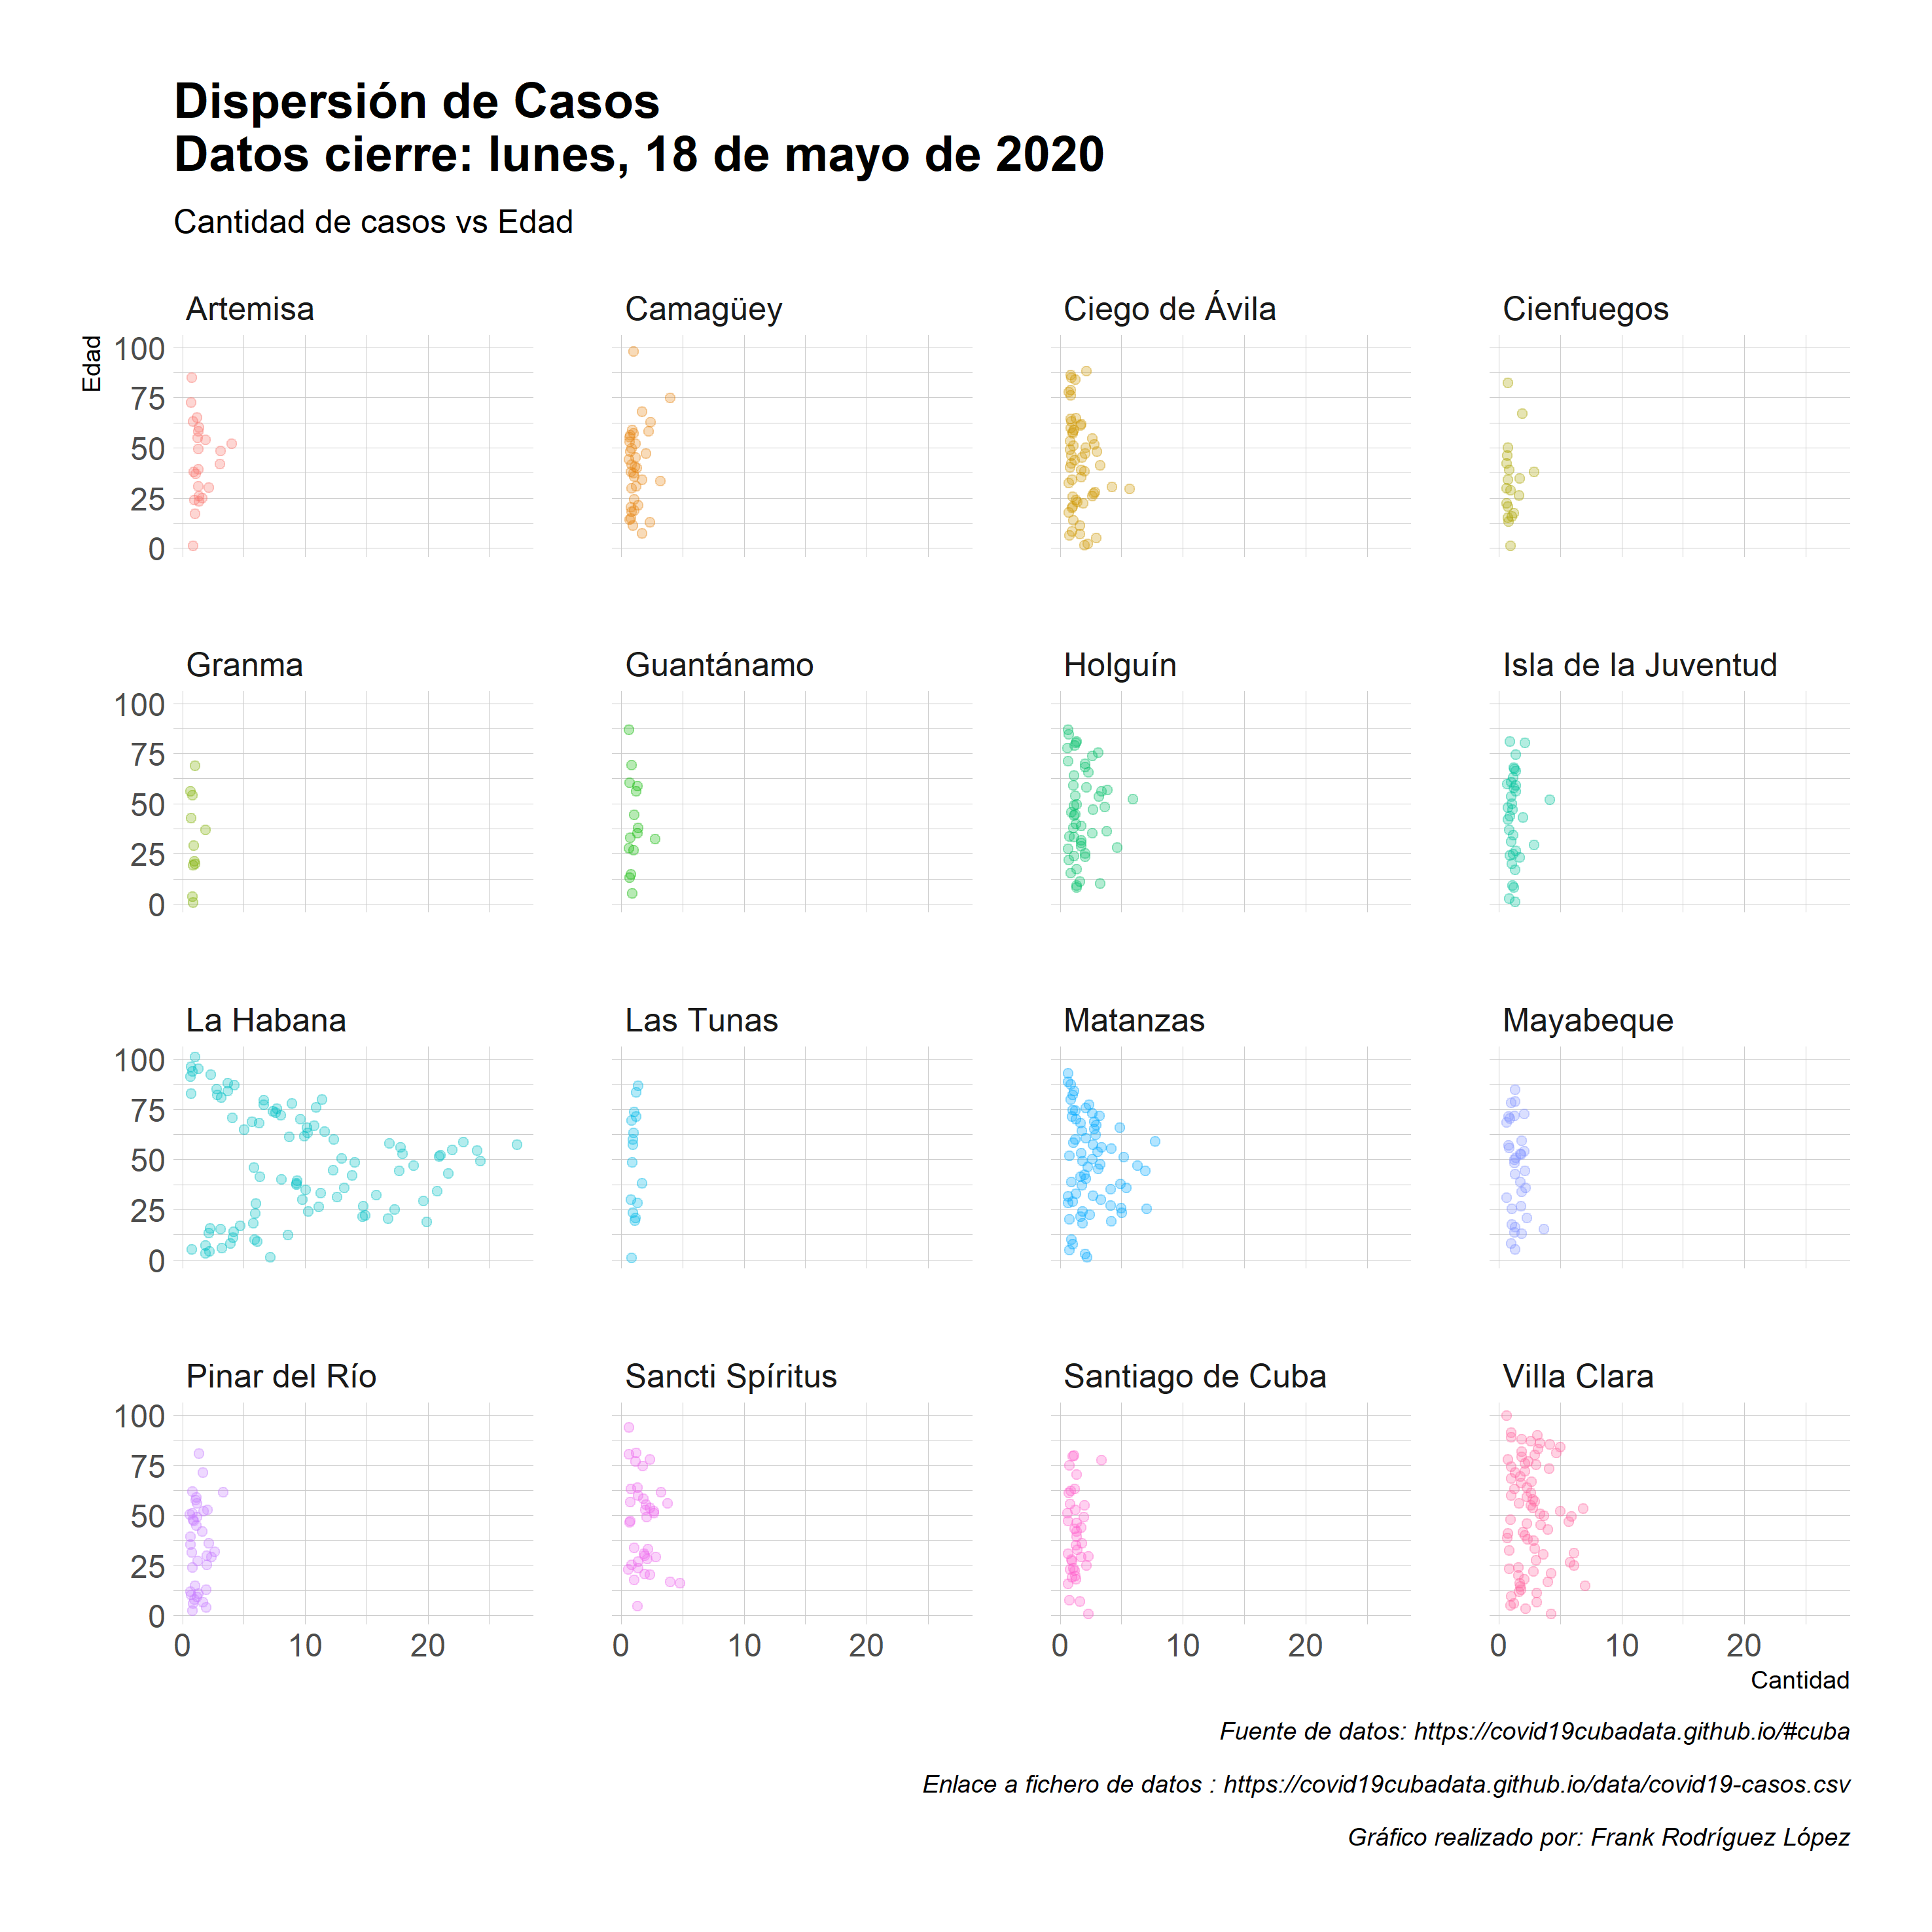 Dispersión de Casos
Datos cierre: lunes, 18 de mayo de 2020
Cantidad de casos vs Edad
Artemisa
Camagüey
Ciego de Ávila
Cienfuegos
Edad
100
75
50
25
0
Granma
Guantánamo
Holguín
Isla de la Juventud
100
75
50
25
0
La Habana
Las Tunas
Matanzas
Mayabeque
100
75
50
25
0
Pinar del Río
Sancti Spíritus
Santiago de Cuba
Villa Clara
100
75
50
25
0
0 10 20
0 10 20
0 10 20
0 10 20
Cantidad
Fuente de datos: https://covid19cubadata.github.io/#cuba
Enlace a fichero de datos : https://covid19cubadata.github.io/data/covid19-casos.csv
Gráfico realizado por: Frank Rodríguez López